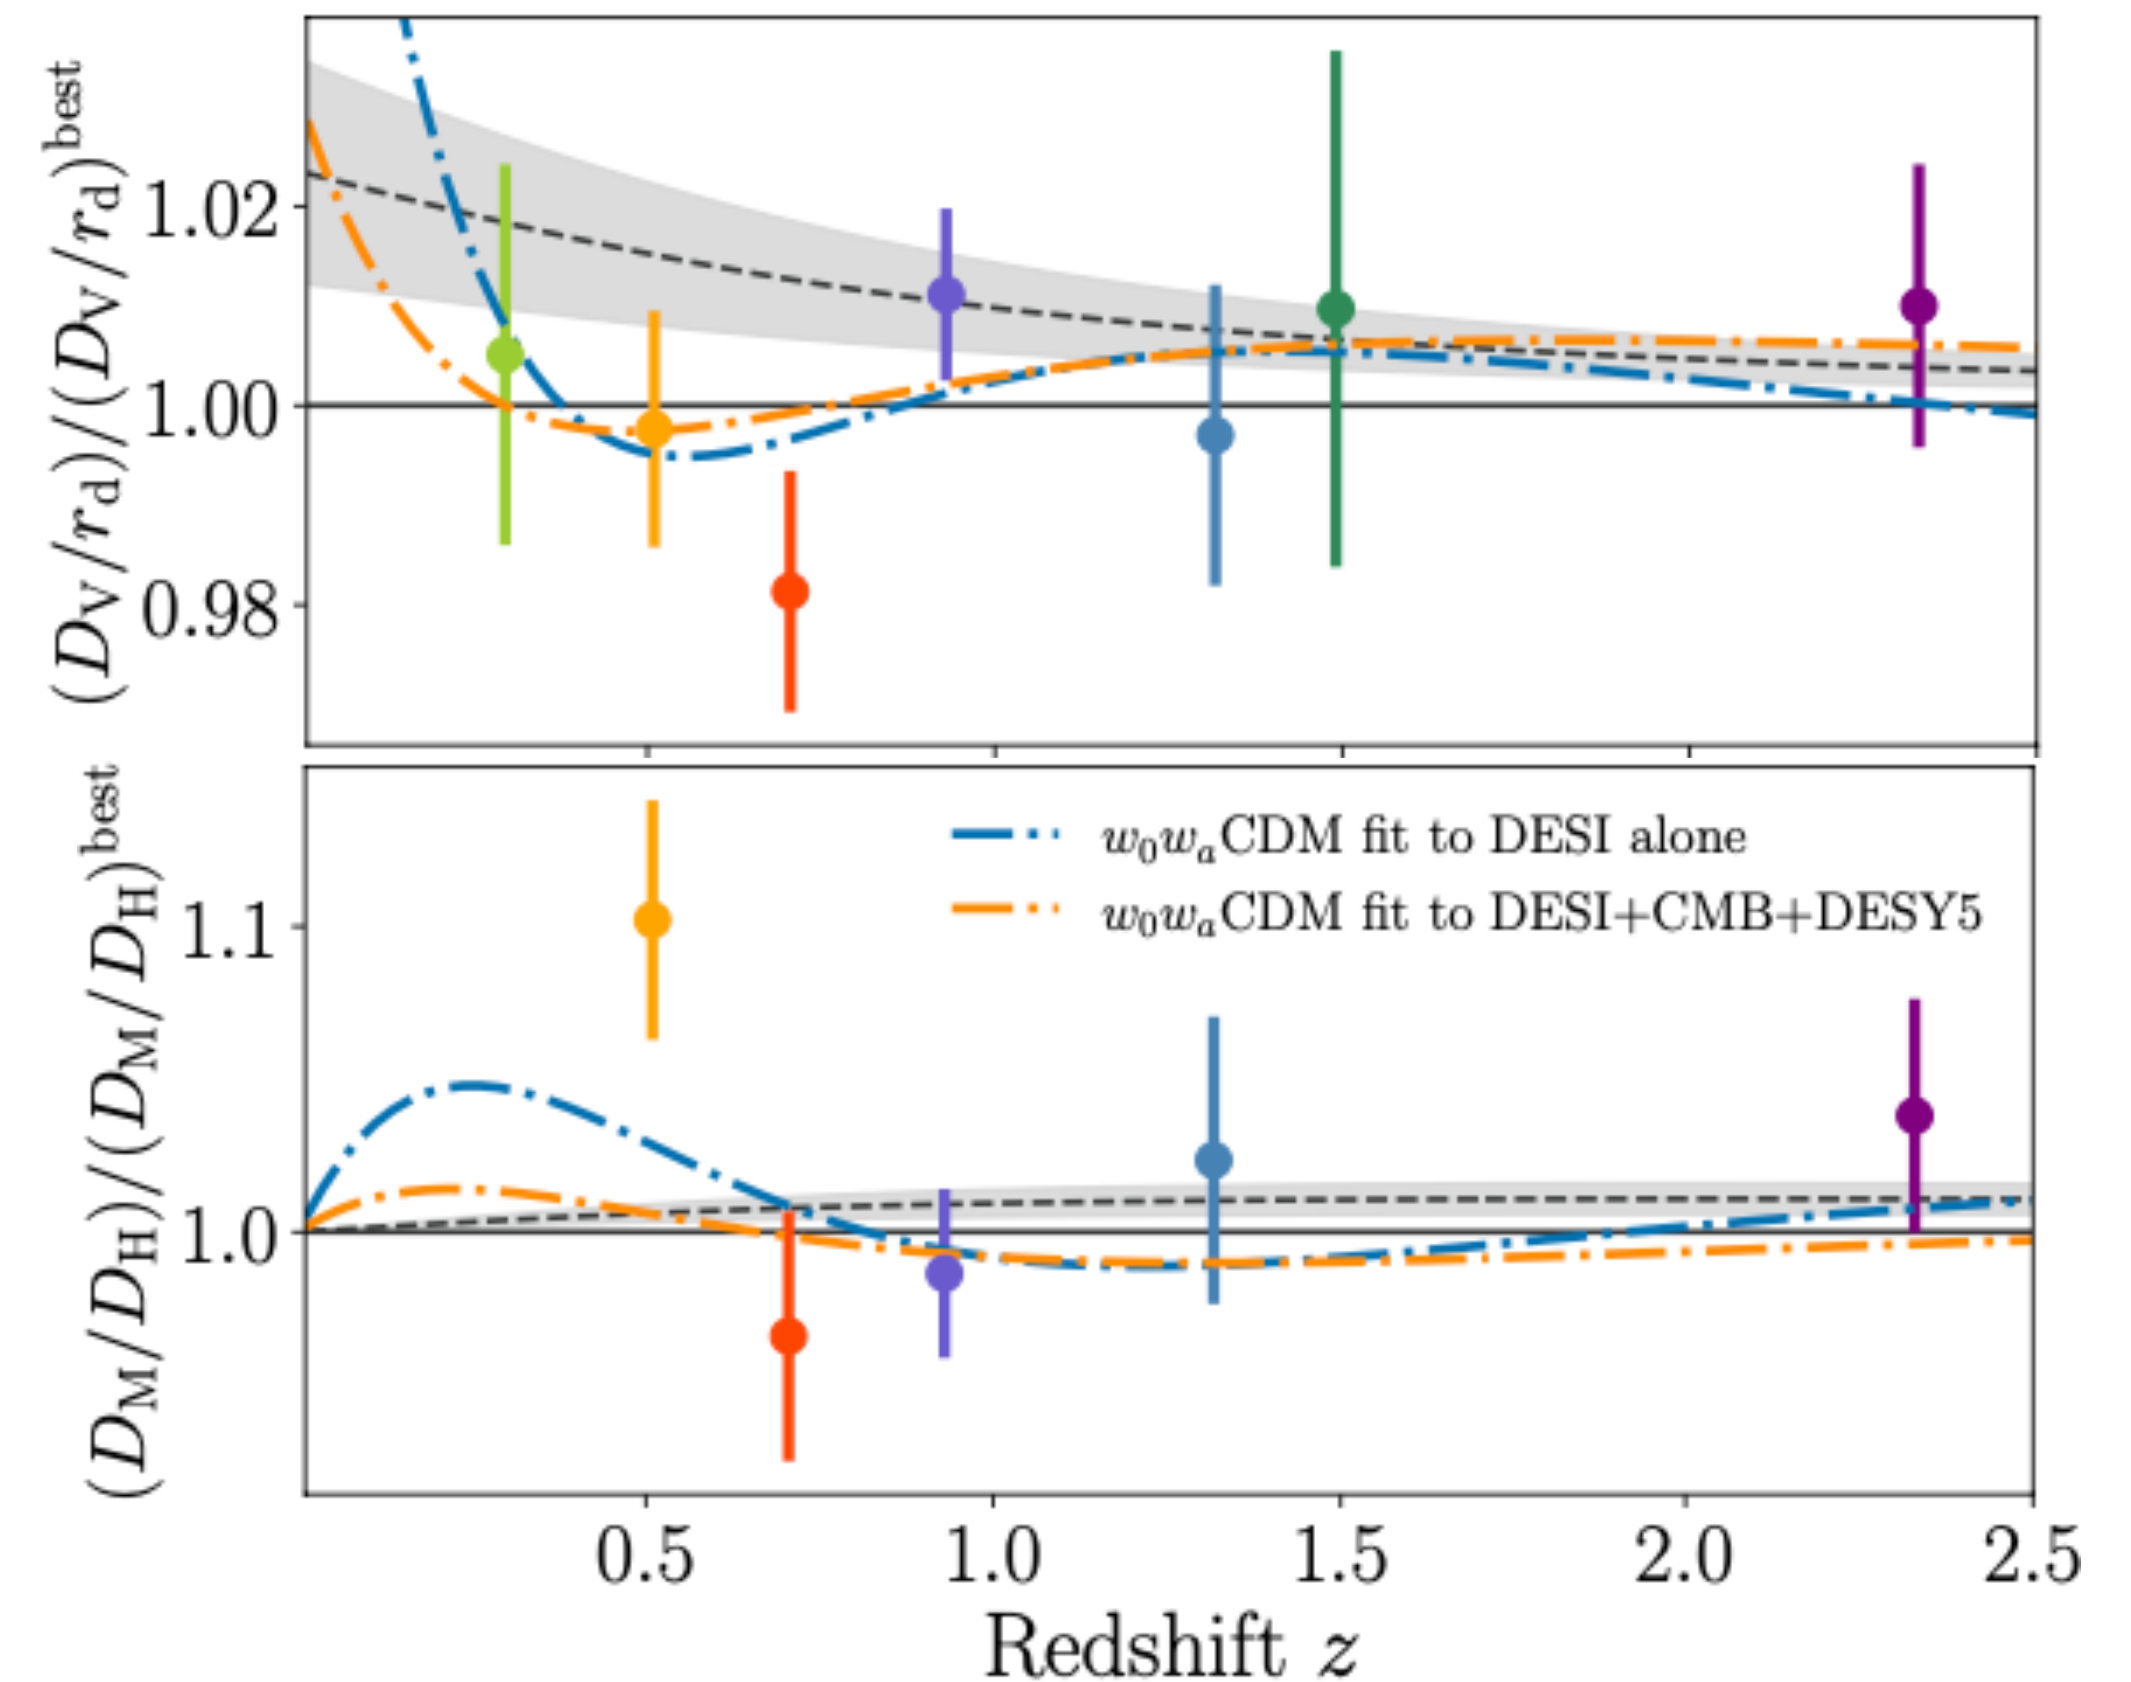 (D_V/r_d)/(D_V/r_d)^best
1.02
1.00
0.98
(D_M/D_H)/(D_M/D_H)^best
1.1
1.0
w_0w_aCDM fit to DESI alone
w_0w_aCDM fit to DESI+CMB+DESY5
0.5 1.0 1.5 2.0 2.5
Redshift z